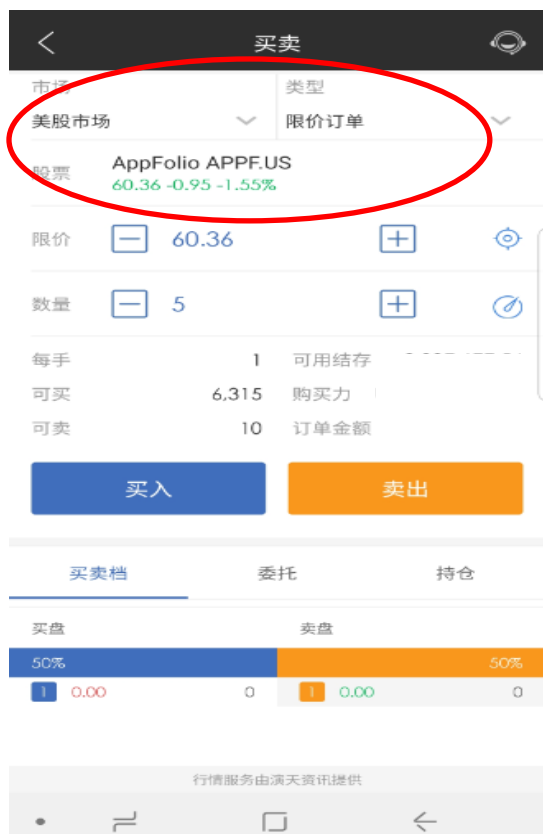 买卖
市场 类型
美股市场 限价订单
股票 AppFolio APPF.US
60.36 -0.95 -1.55%
限价 60.36
数量 5
每手 1 可用结存
可买 6,315 购买力
可卖 10 订单金额
买入 卖出
买卖档 委托 持仓
买盘 卖盘
50% 50%
1 0.00 0 1 0.00 0
行情服务由演天资讯提供